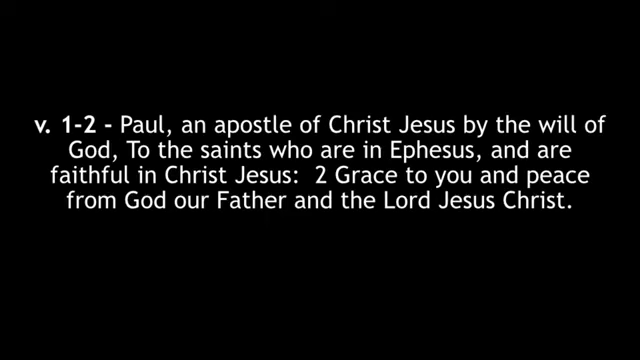 v. 1-2 - Paul, an apostle of Christ Jesus by the will of
God, To the saints who are in Ephesus, and are
faithful in Christ Jesus:  2 Grace to you and peace
from God our Father and the Lord Jesus Christ.